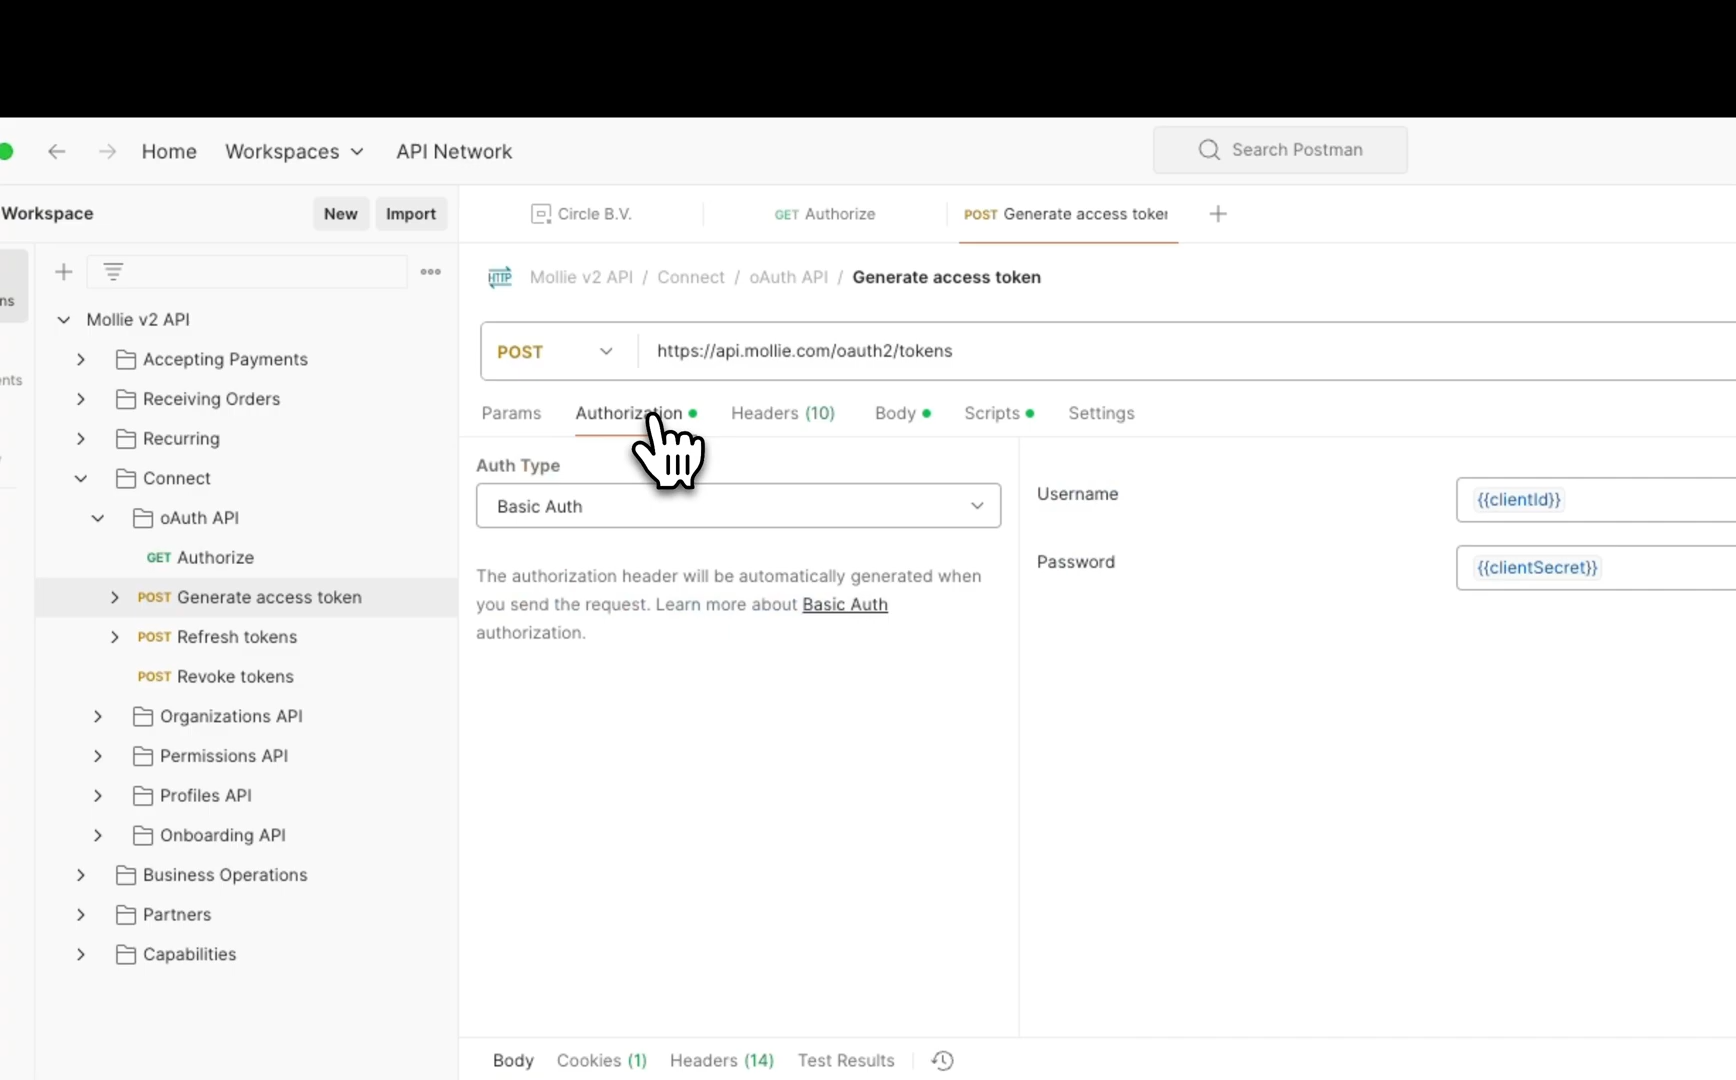 Home
Workspaces
API Network
Search Postman
Workspace
New
Import
Circle B.V.
GET Authorize
POST Generate access token
ns
ents
Mollie v2 API
Accepting Payments
Receiving Orders
Recurring
Connect
oAuth API
GET Authorize
POST Generate access token
POST Refresh tokens
POST Revoke tokens
Organizations API
Permissions API
Profiles API
Onboarding API
Business Operations
Partners
Capabilities
HTTP Mollie v2 API / Connect / oAuth API / Generate access token
POST
https://api.mollie.com/oauth2/tokens
Params
Authorization
Headers (10)
Body
Scripts
Settings
Auth Type
Basic Auth
The authorization header will be automatically generated when
you send the request. Learn more about Basic Auth
authorization.
Username
{{clientId}}
Password
{{clientSecret}}
Body
Cookies (1)
Headers (14)
Test Results